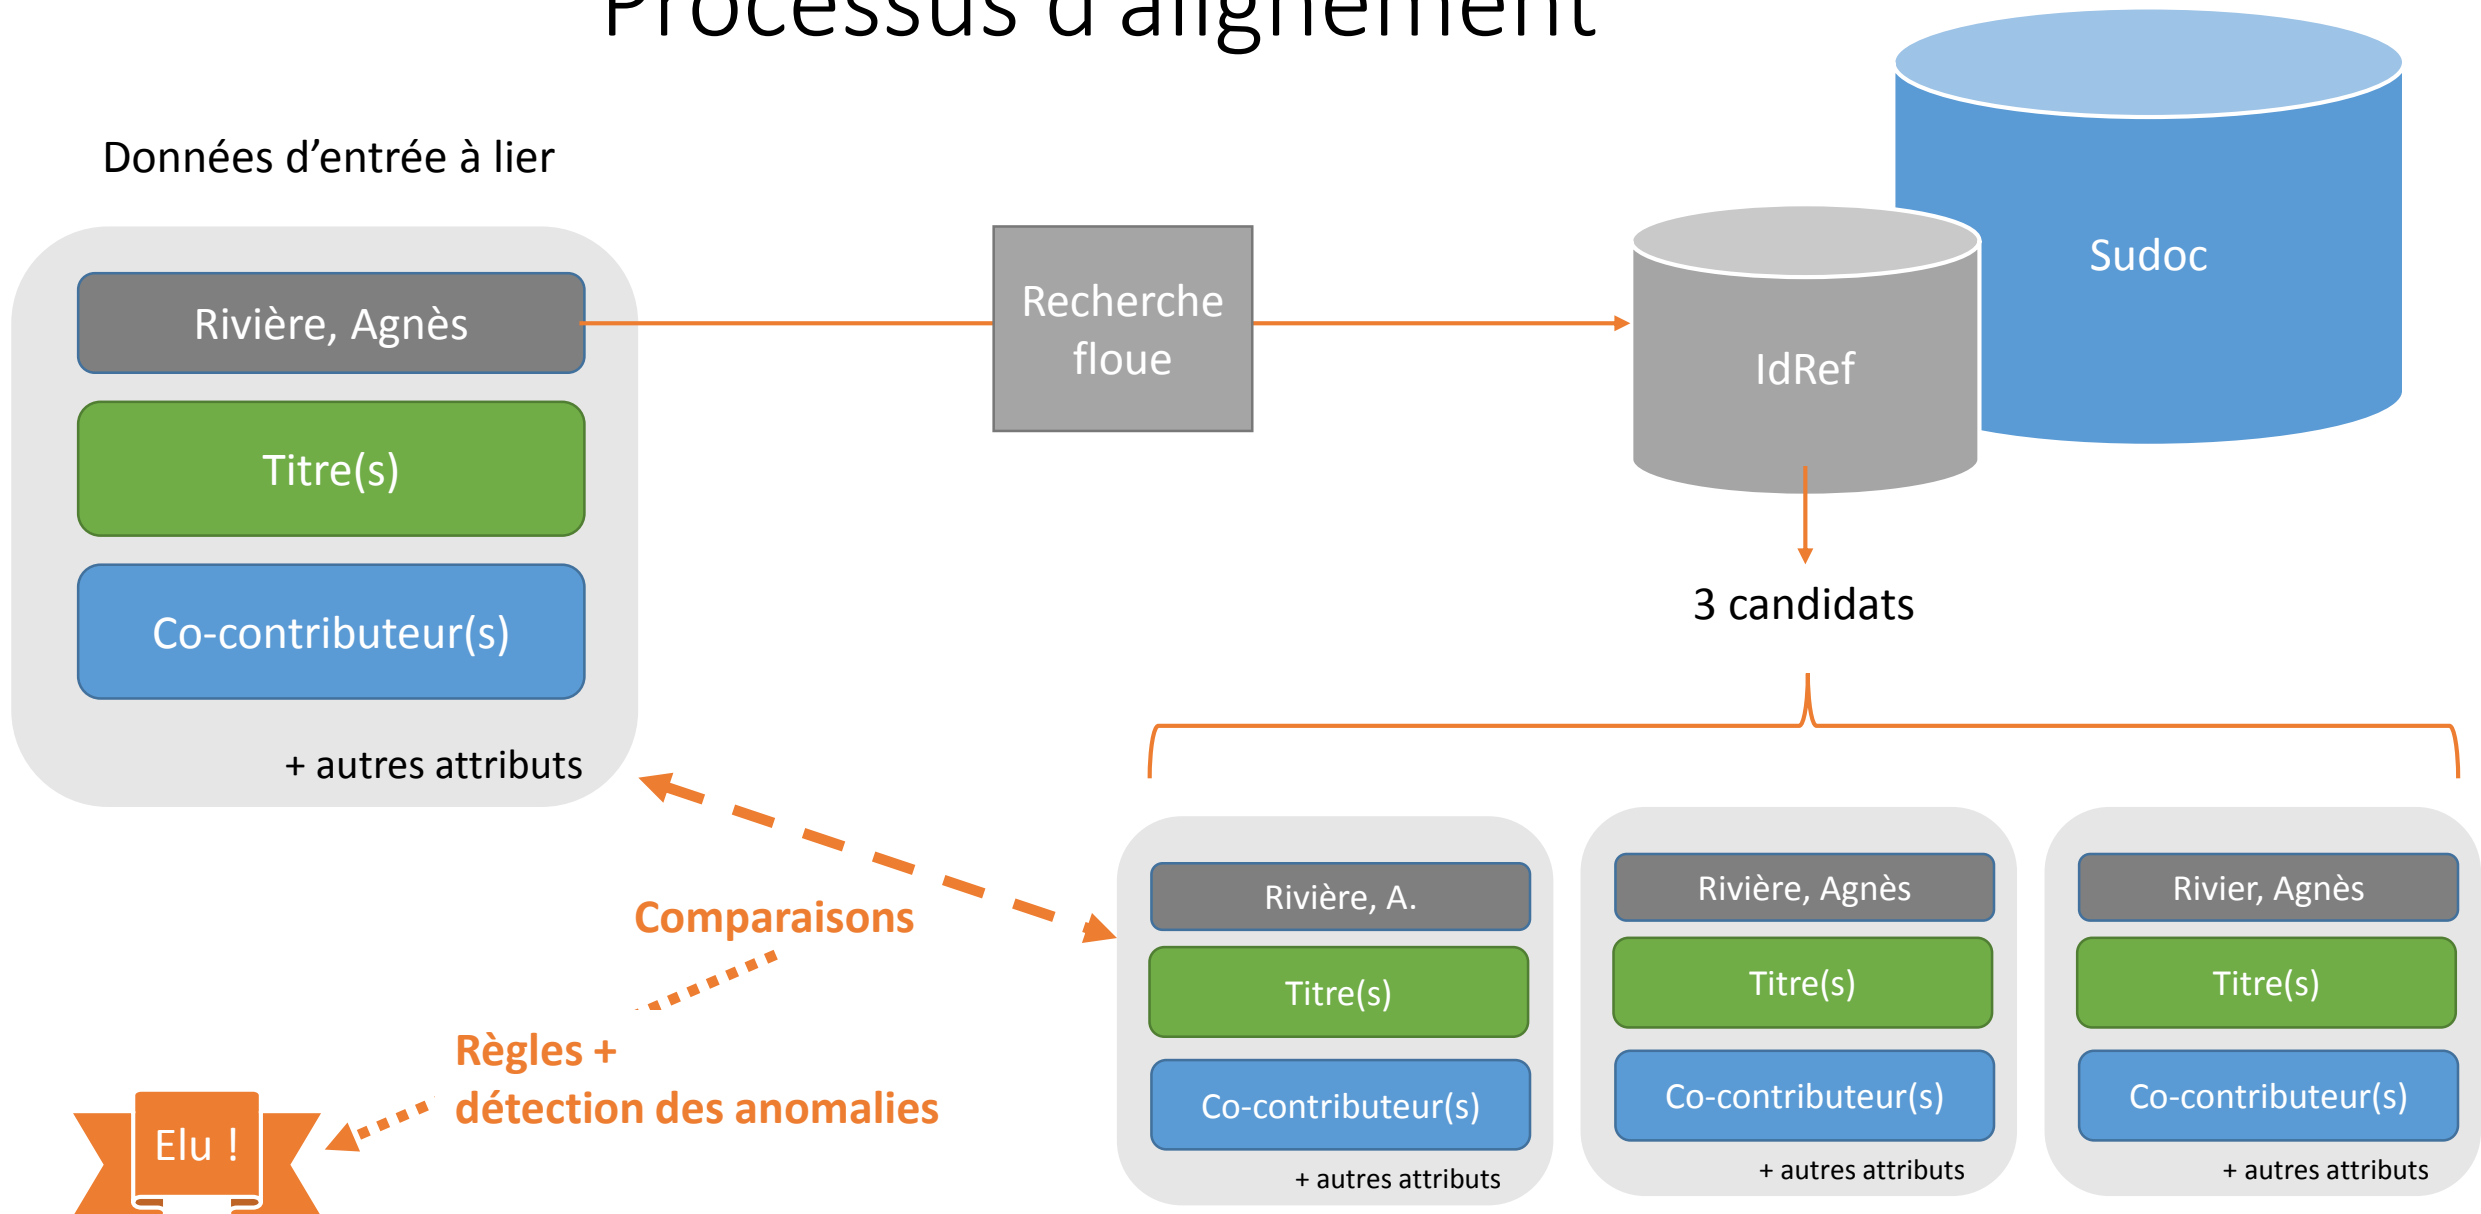 Processus d'alignement
Données d’entrée à lier
Rivière, Agnès
Titre(s)
Co-contributeur(s)
+ autres attributs
Recherche
floue
IdRef
Sudoc
3 candidats
Comparaisons
Règles +
détection des anomalies
Elu !
Rivière, A.
Titre(s)
Co-contributeur(s)
+ autres attributs
Rivière, Agnès
Titre(s)
Co-contributeur(s)
+ autres attributs
Rivier, Agnès
Titre(s)
Co-contributeur(s)
+ autres attributs